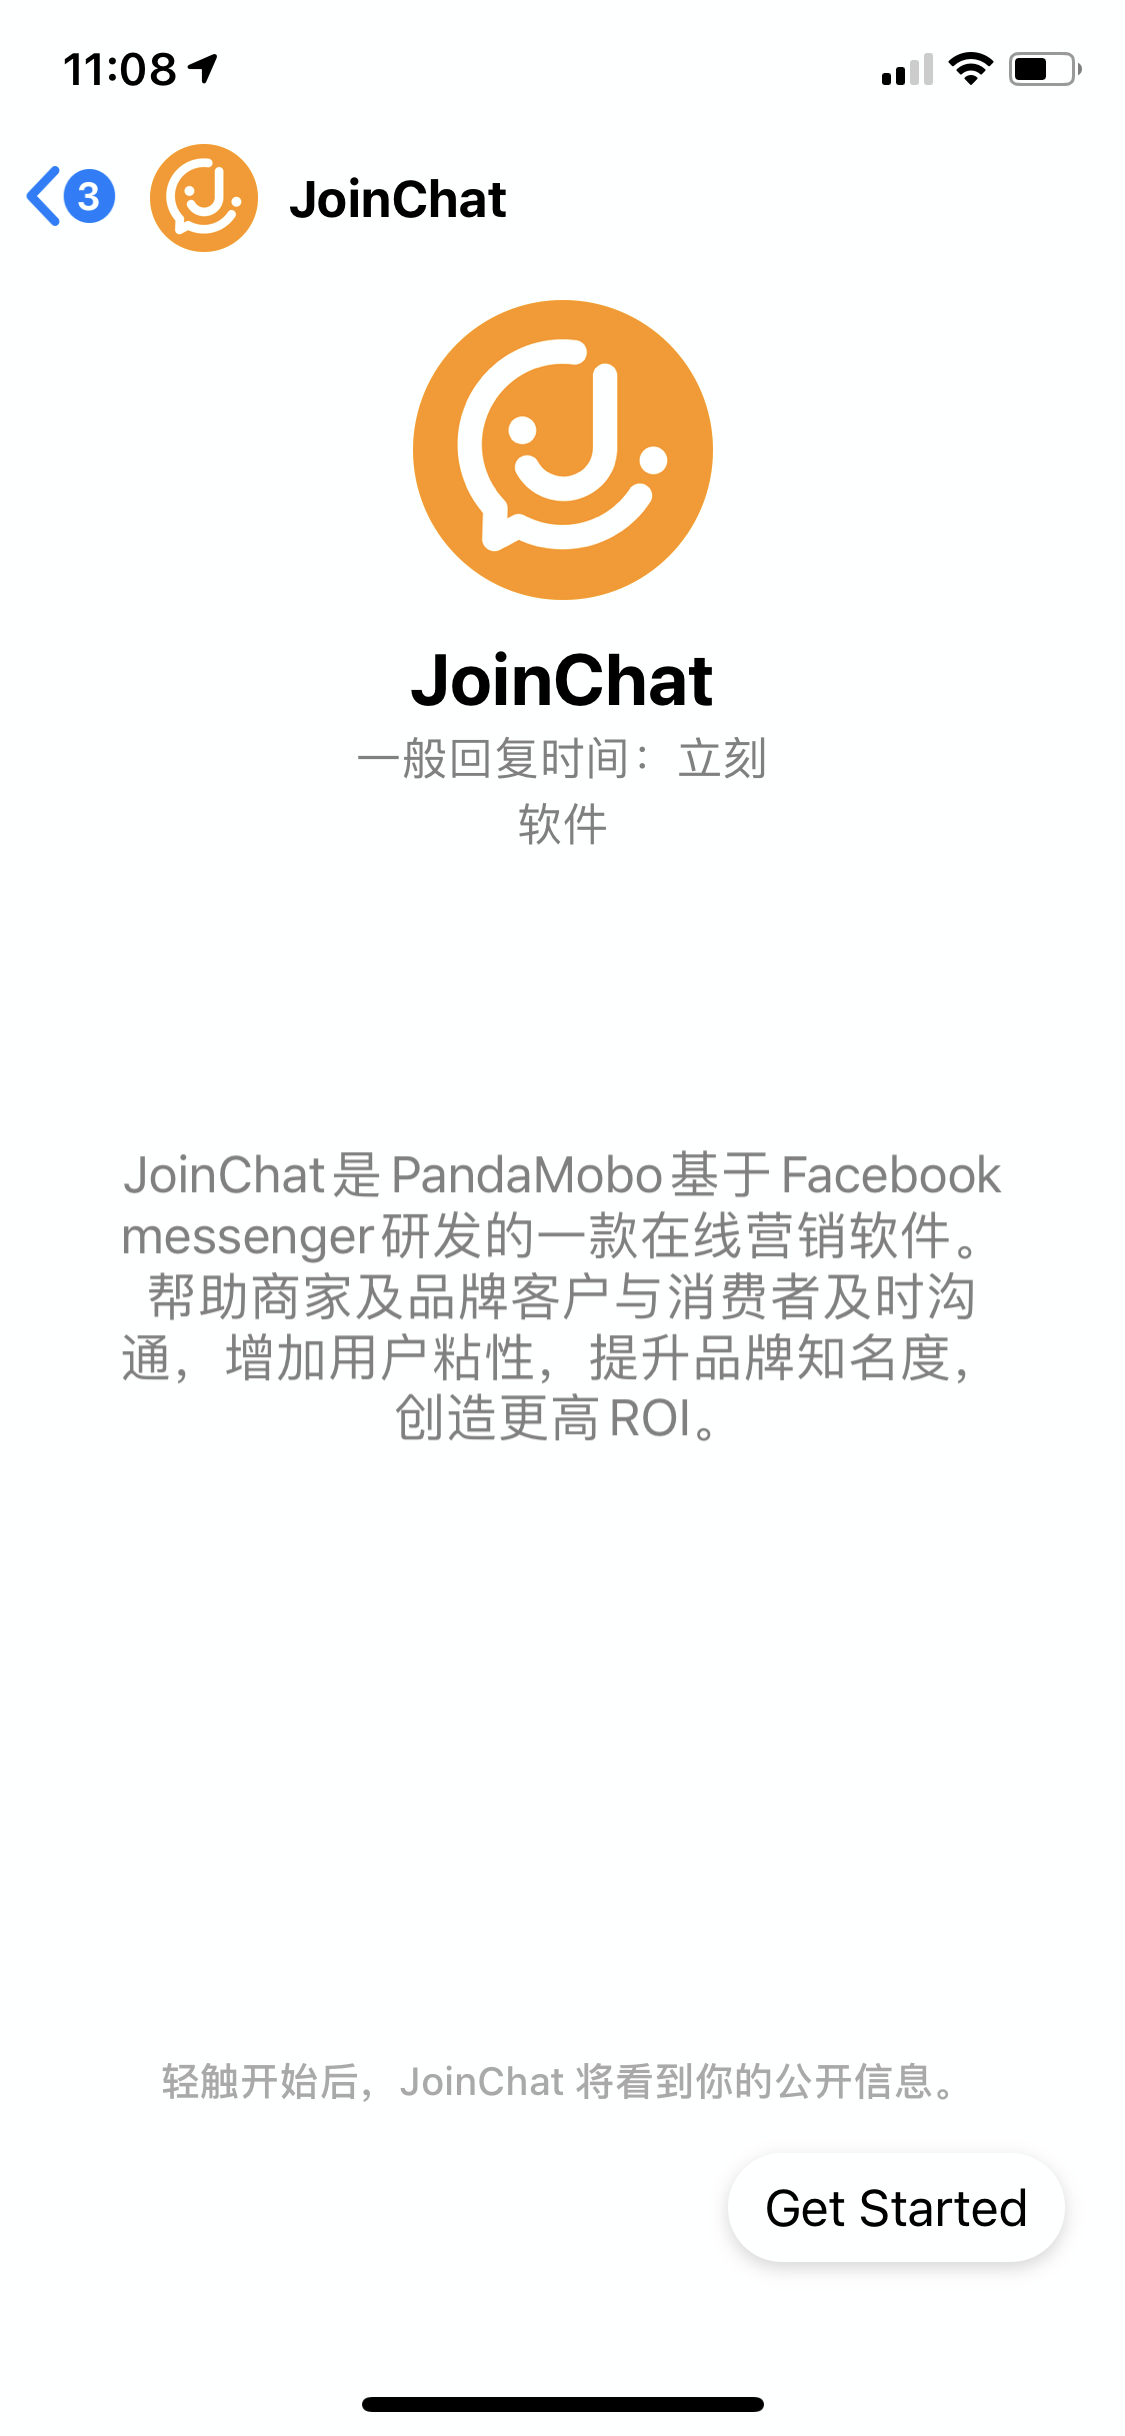 11:08
3
JoinChat
JoinChat
一般回复时间：立刻
软件
JoinChat是PandaMobo基于Facebook
messenger研发的一款在线营销软件。
帮助商家及品牌客户与消费者及时沟
通，增加用户粘性，提升品牌知名度，
创造更高ROI。
轻触开始后，JoinChat 将看到你的公开信息。
Get Started